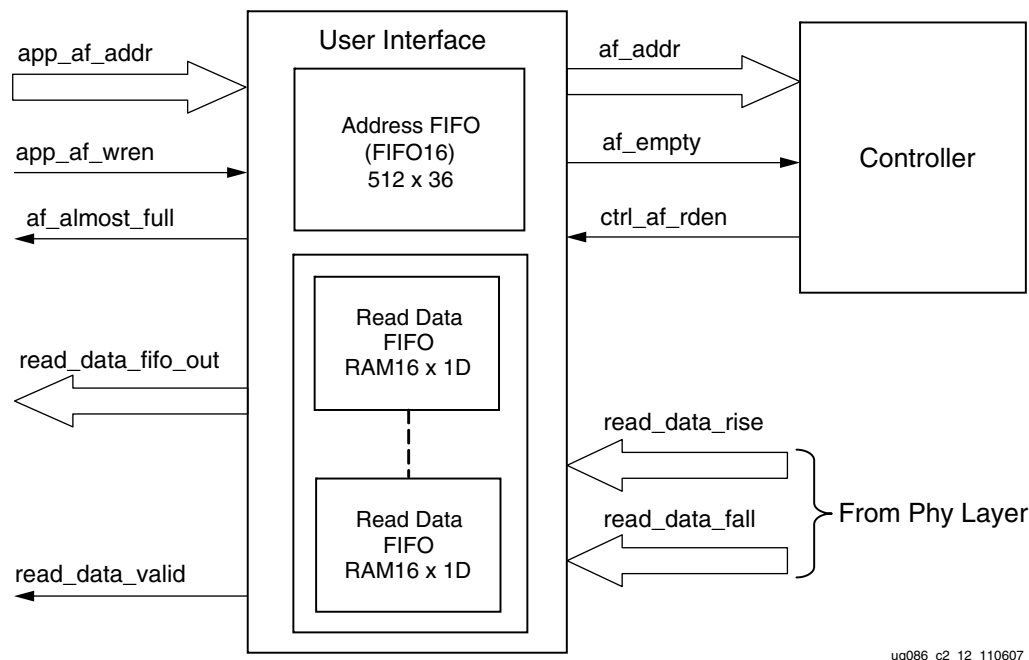 User Interface
app_af_addr
af_addr
Address FIFO
(FIFO16)
512 x 36
app_af_wren
af_empty
Controller
af_almost_full
ctrl_af_rden
Read Data
FIFO
RAM16 x 1D
read_data_fifo_out
read_data_rise
From Phy Layer
Read Data
FIFO
RAM16 x 1D
read_data_fall
read_data_valid
ug086_c2_12_110607